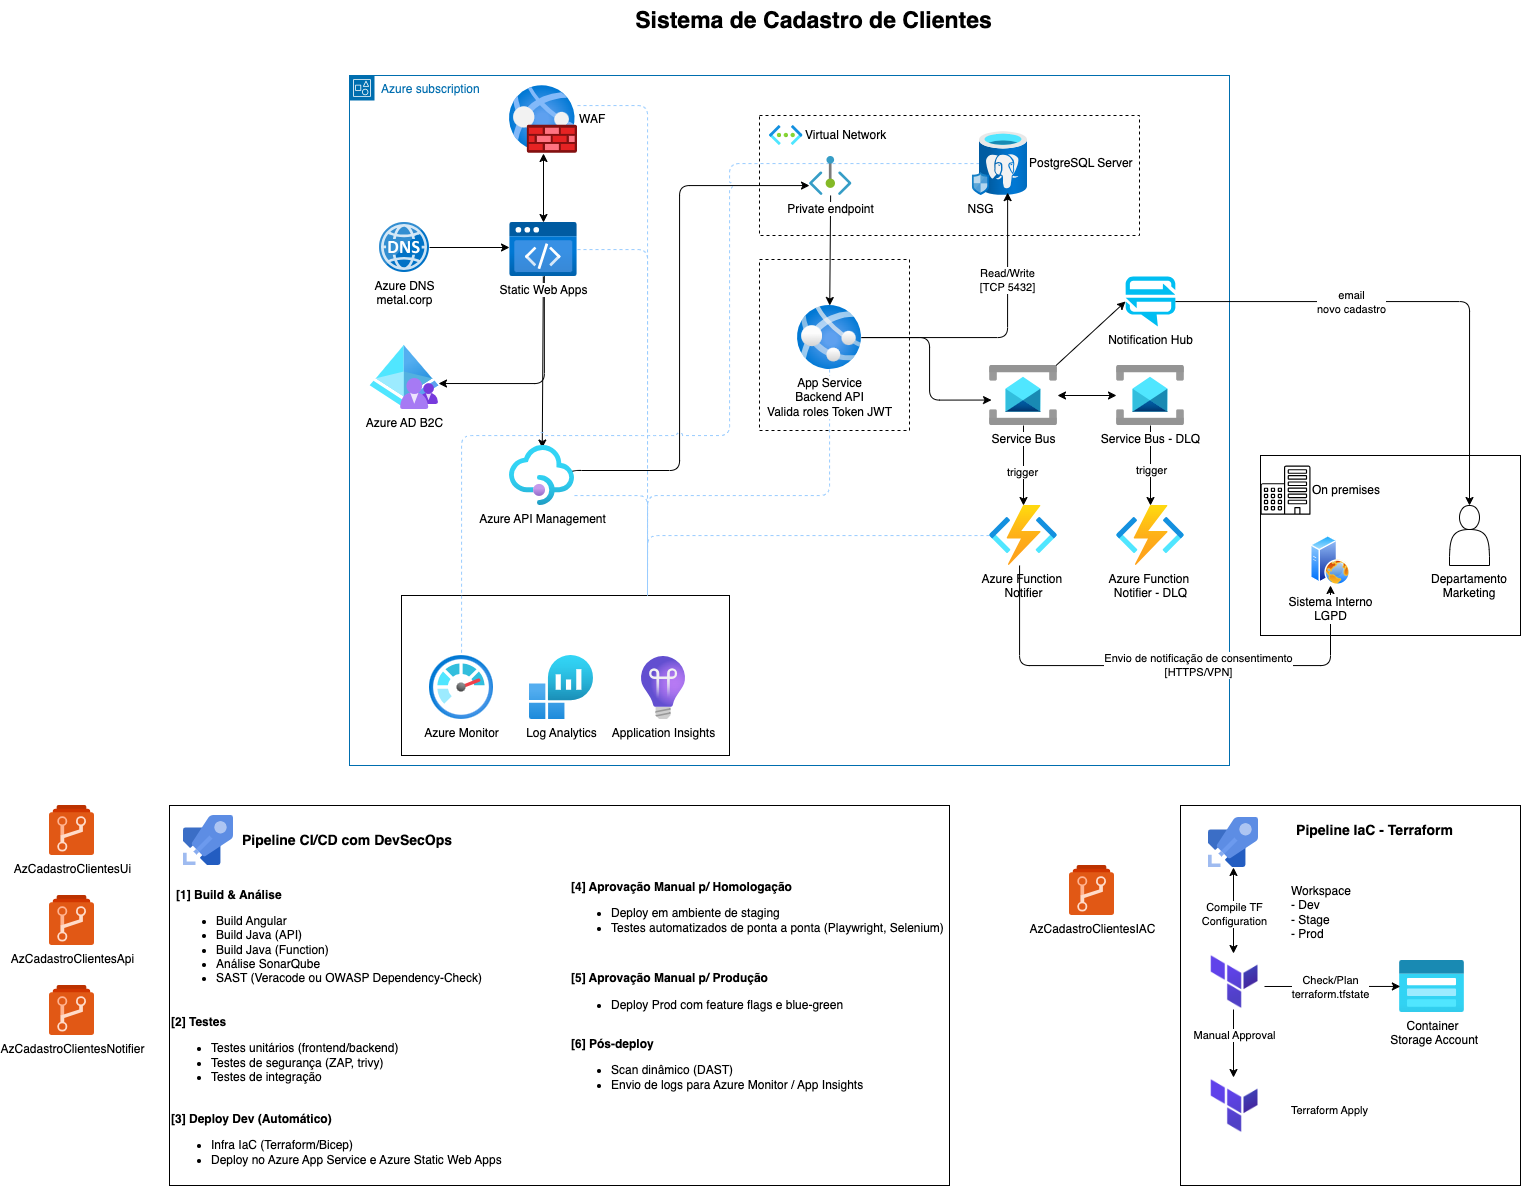 Sistema de Cadastro de Clientes
Azure subscription
WAF
Virtual Network
PostgreSQL Server
Private endpoint
NSG
DNS
Azure DNS
metal.corp
Static Web Apps
Read/Write
[TCP 5432]
email
novo cadastro
Notification Hub
App Service
Backend API
Valida roles Token JWT
Azure AD B2C
Service Bus
Service Bus - DLQ
trigger
trigger
On premises
Azure API Management
Azure Function
Notifier
Azure Function
Notifier - DLQ
Departamento
Marketing
Sistema Interno
LGPD
Envio de notificação de consentimento
[HTTPS/VPN]
Azure Monitor
Log Analytics
Application Insights
AzCadastroClientesUi
AzCadastroClientesApi
AzCadastroClientesNotifier
Pipeline CI/CD com DevSecOps
[1] Build & Análise
• Build Angular
• Build Java (API)
• Build Java (Function)
• Análise SonarQube
• SAST (Veracode ou OWASP Dependency-Check)
[2] Testes
• Testes unitários (frontend/backend)
• Testes de segurança (ZAP, trivy)
• Testes de integração
[3] Deploy Dev (Automático)
• Infra IaC (Terraform/Bicep)
• Deploy no Azure App Service e Azure Static Web Apps
[4] Aprovação Manual p/ Homologação
• Deploy em ambiente de staging
• Testes automatizados de ponta a ponta (Playwright, Selenium)
[5] Aprovação Manual p/ Produção
• Deploy Prod com feature flags e blue-green
[6] Pós-deploy
• Scan dinâmico (DAST)
• Envio de logs para Azure Monitor / App Insights
AzCadastroClientesIAC
Pipeline IaC - Terraform
Compile TF
Configuration
Workspace
- Dev
- Stage
- Prod
Check/Plan
terraform.tfstate
Container
Storage Account
Manual Approval
Terraform Apply